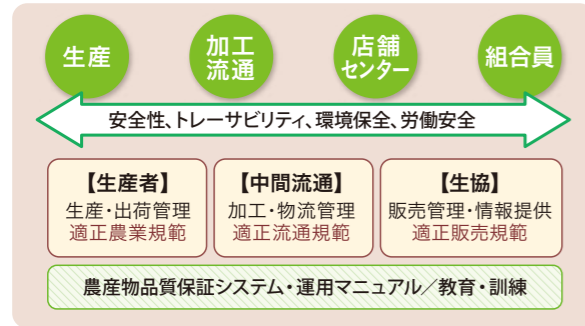 生産
加工
流通
店舗
センター
組合員
安全性、トレーサビリティ、環境保全、労働安全
【生産者】
生産・出荷管理
適正農業規範
【中間流通】
加工・物流管理
適正流通規範
【生協】
販売管理・情報提供
適正販売規範
農産物品質保証システム・運用マニュアル／教育・訓練